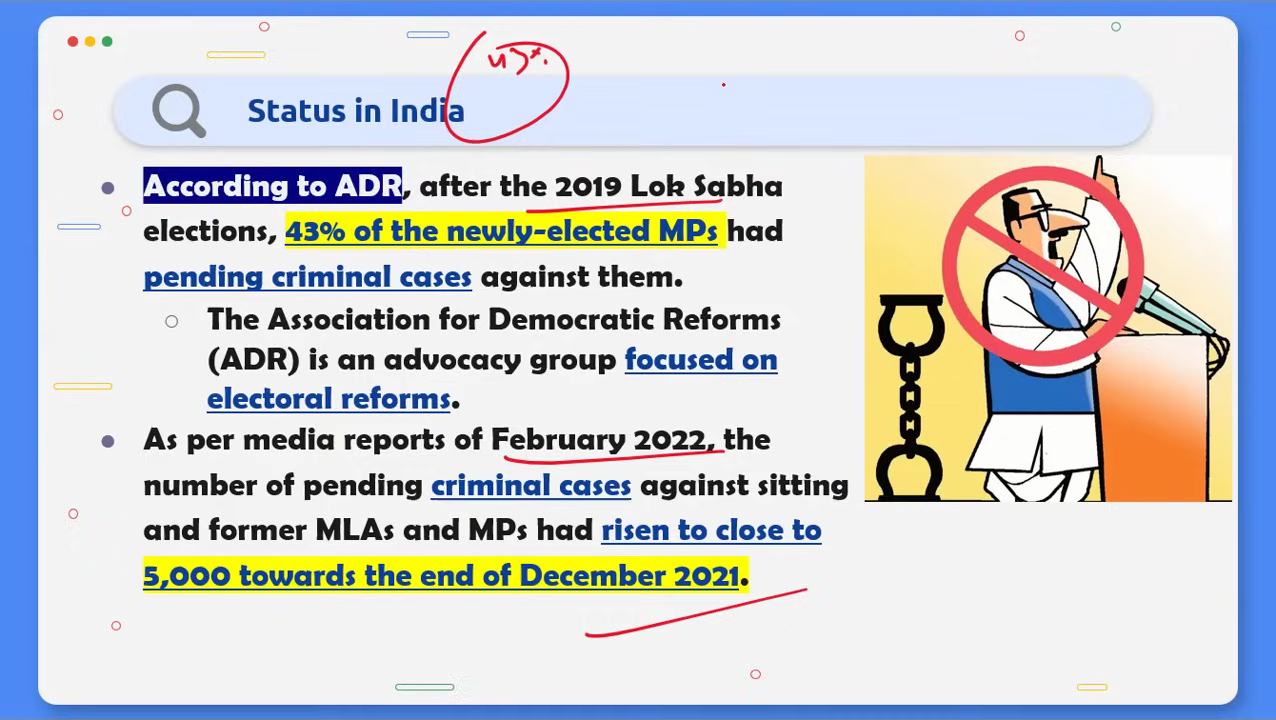 43%
Status in India
According to ADR, after the 2019 Lok Sabha
elections, 43% of the newly-elected MPs had
pending criminal cases against them.
The Association for Democratic Reforms
(ADR) is an advocacy group focused on
electoral reforms.
As per media reports of February 2022, the
number of pending criminal cases against sitting
and former MLAs and MPs had risen to close to
5,000 towards the end of December 2021.